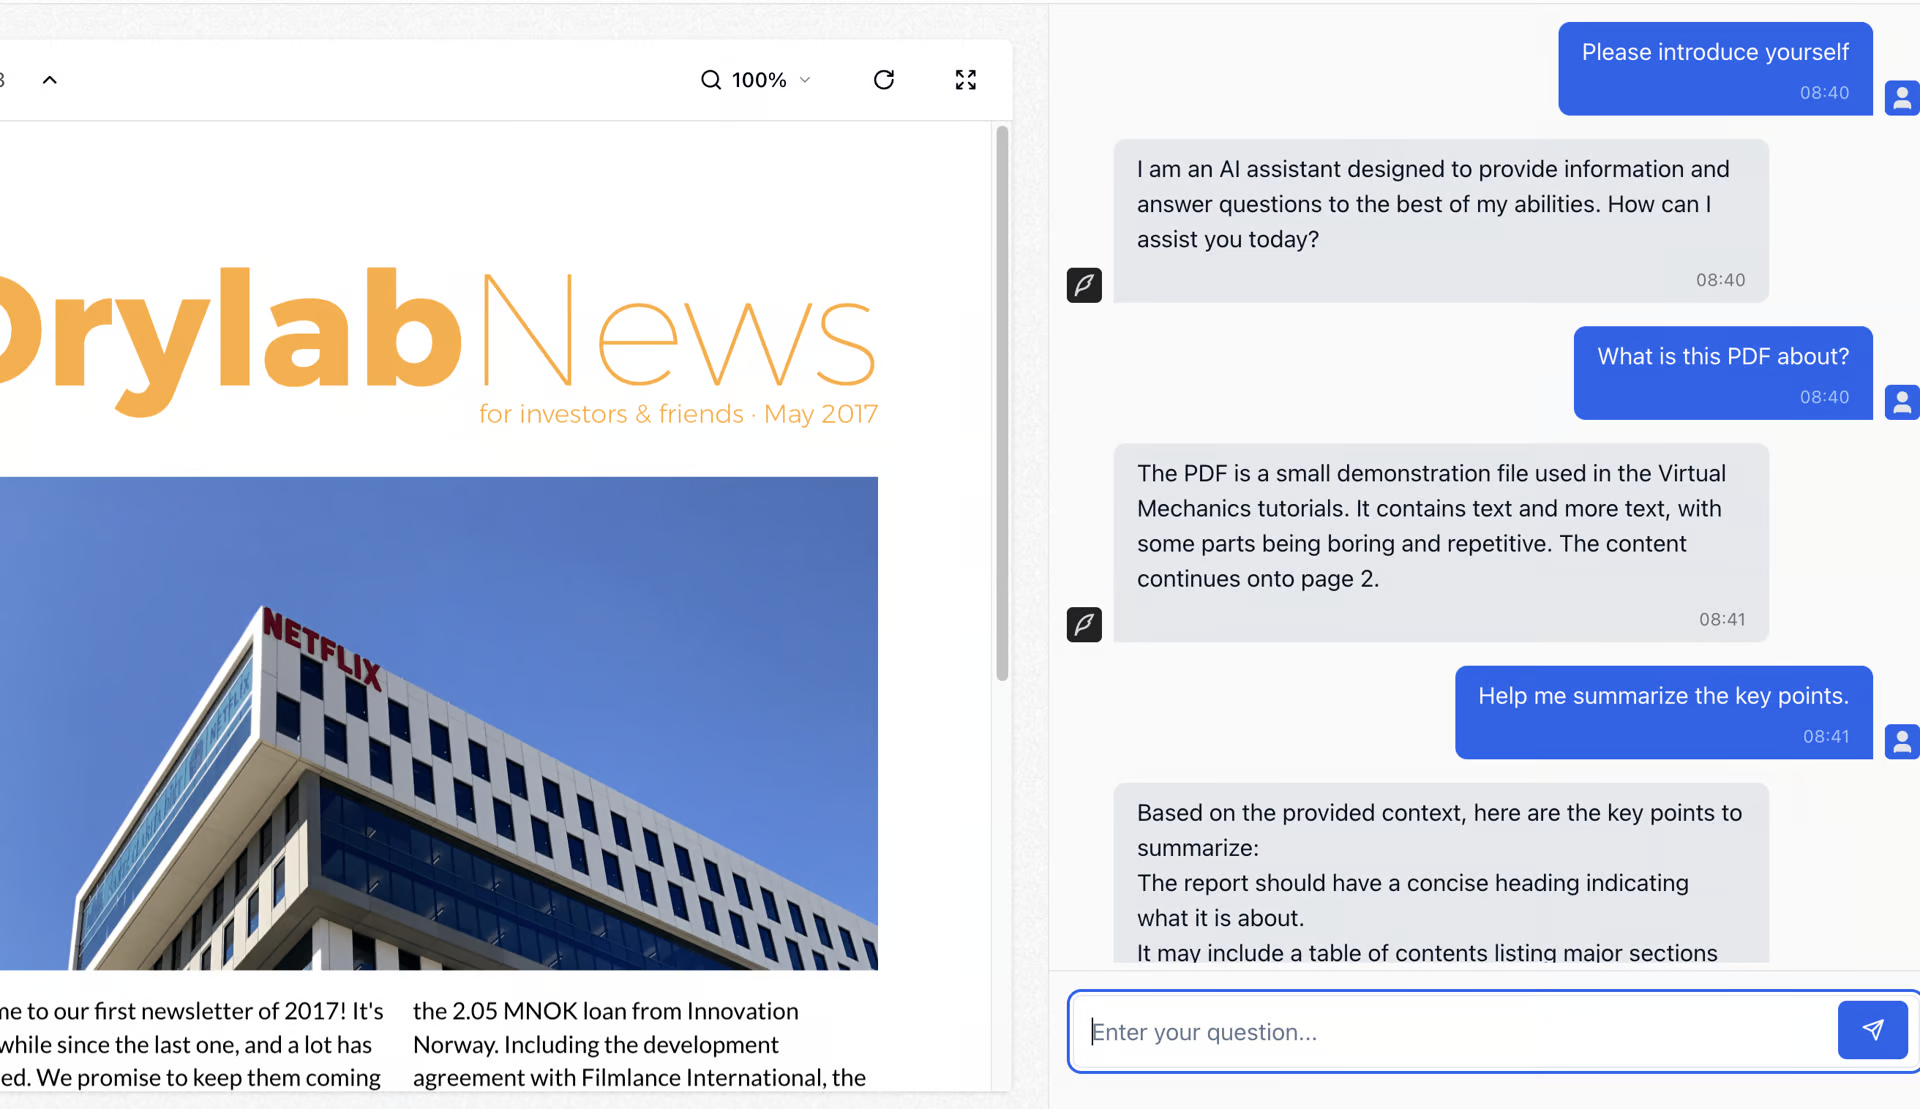 3
100%
DrylabNews
for investors & friends · May 2017
NETFLIX
NETFLIX
me to our first newsletter of 2017! It's
while since the last one, and a lot has
ed. We promise to keep them coming
the 2.05 MNOK loan from Innovation
Norway. Including the development
agreement with Filmlance International, the
Please introduce yourself
08:40
I am an AI assistant designed to provide information and
answer questions to the best of my abilities. How can I
assist you today?
08:40
What is this PDF about?
08:40
The PDF is a small demonstration file used in the Virtual
Mechanics tutorials. It contains text and more text, with
some parts being boring and repetitive. The content
continues onto page 2.
08:41
Help me summarize the key points.
08:41
Based on the provided context, here are the key points to
summarize:
The report should have a concise heading indicating
what it is about.
It may include a table of contents listing major sections
Enter your question...